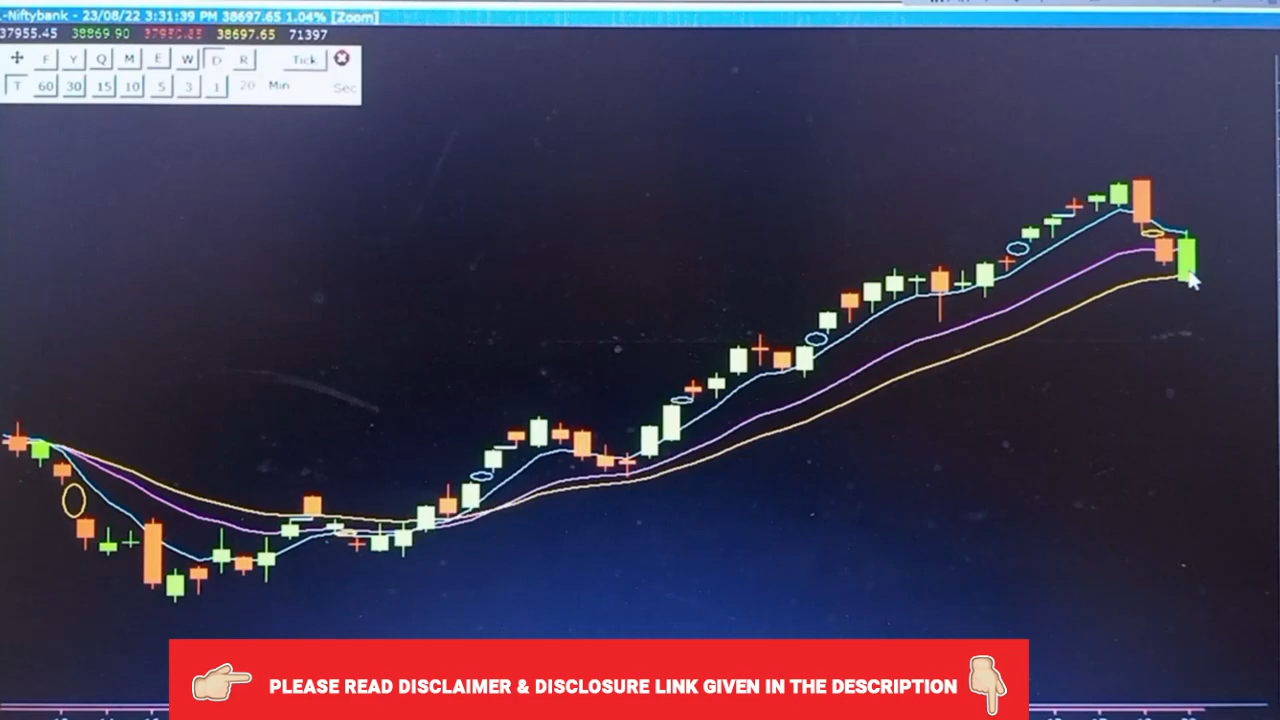 .-Niftybank - 23/08/22 3:31:39 PM 38697.65 1.04% [Zoom]
37955.45 38869.90 38697.65 71397
F Y Q M E W D R Tick
T 60 30 15 10 5 3 1 20 Min Sec
PLEASE READ DISCLAIMER & DISCLOSURE LINK GIVEN IN THE DESCRIPTION